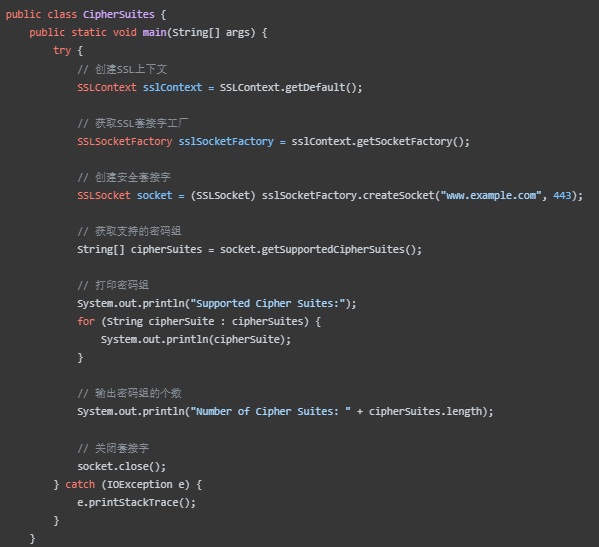 public class CipherSuites {
    public static void main(String[] args) {
        try {
            // 创建SSL上下文
            SSLContext sslContext = SSLContext.getDefault();

            // 获取SSL套接字工厂
            SSLSocketFactory sslSocketFactory = sslContext.getSocketFactory();

            // 创建安全套接字
            SSLSocket socket = (SSLSocket) sslSocketFactory.createSocket("www.example.com", 443);

            // 获取支持的密码组
            String[] cipherSuites = socket.getSupportedCipherSuites();

            // 打印密码组
            System.out.println("Supported Cipher Suites:");
            for (String cipherSuite : cipherSuites) {
                System.out.println(cipherSuite);
            }

            // 输出密码组的个数
            System.out.println("Number of Cipher Suites: " + cipherSuites.length);

            // 关闭套接字
            socket.close();
        } catch (IOException e) {
            e.printStackTrace();
        }
    }